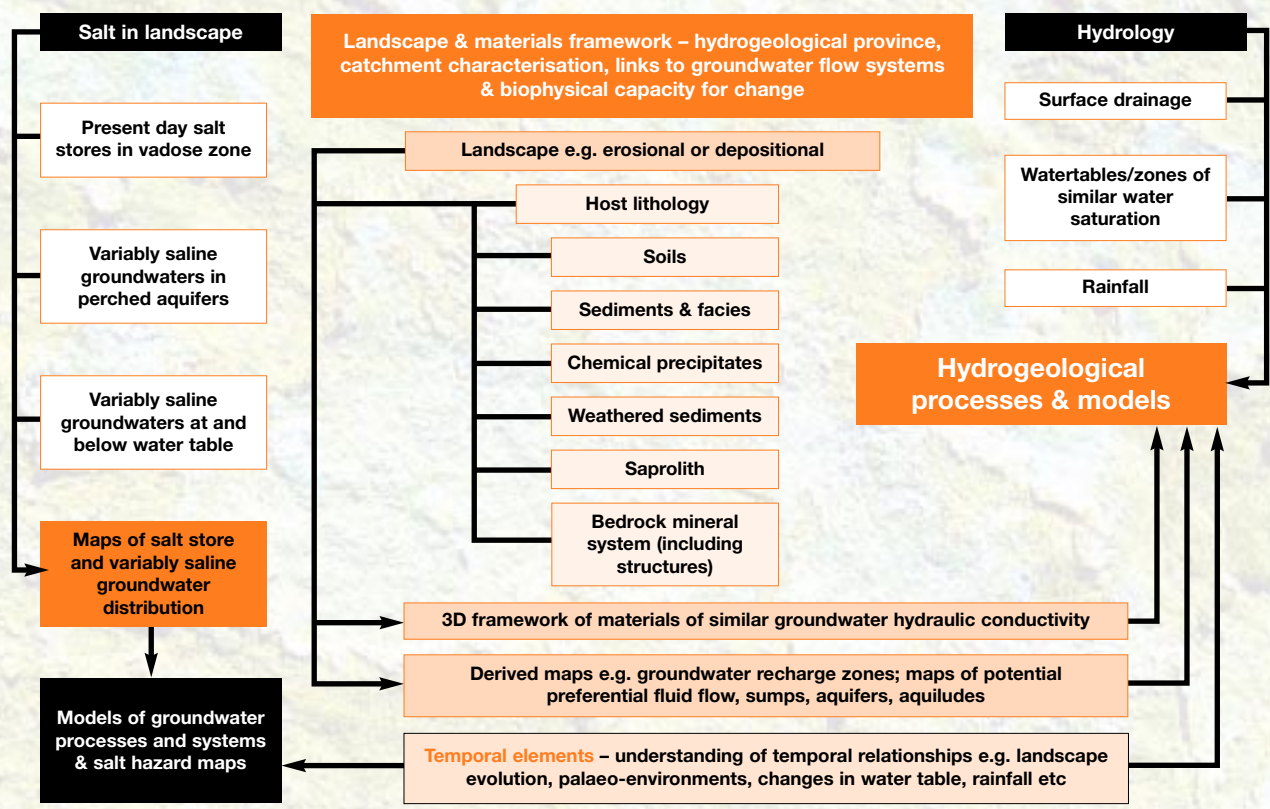 Salt in landscape
Present day salt
stores in vadose zone
Variably saline
groundwaters in
perched aquifers
Variably saline
groundwaters at and
below water table
Maps of salt store
and variably saline
groundwater
distribution
Models of groundwater
processes and systems
& salt hazard maps
Landscape & materials framework – hydrogeological province,
catchment characterisation, links to groundwater flow systems
& biophysical capacity for change
Landscape e.g. erosional or depositional
Host lithology
Soils
Sediments & facies
Chemical precipitates
Weathered sediments
Saprolith
Bedrock mineral
system (including
structures)
3D framework of materials of similar groundwater hydraulic conductivity
Derived maps e.g. groundwater recharge zones; maps of potential
preferential fluid flow, sumps, aquifers, aquiludes
Temporal elements – understanding of temporal relationships e.g. landscape
evolution, palaeo-environments, changes in water table, rainfall etc
Hydrology
Surface drainage
Watertables/zones of
similar water
saturation
Rainfall
Hydrogeological
processes & models